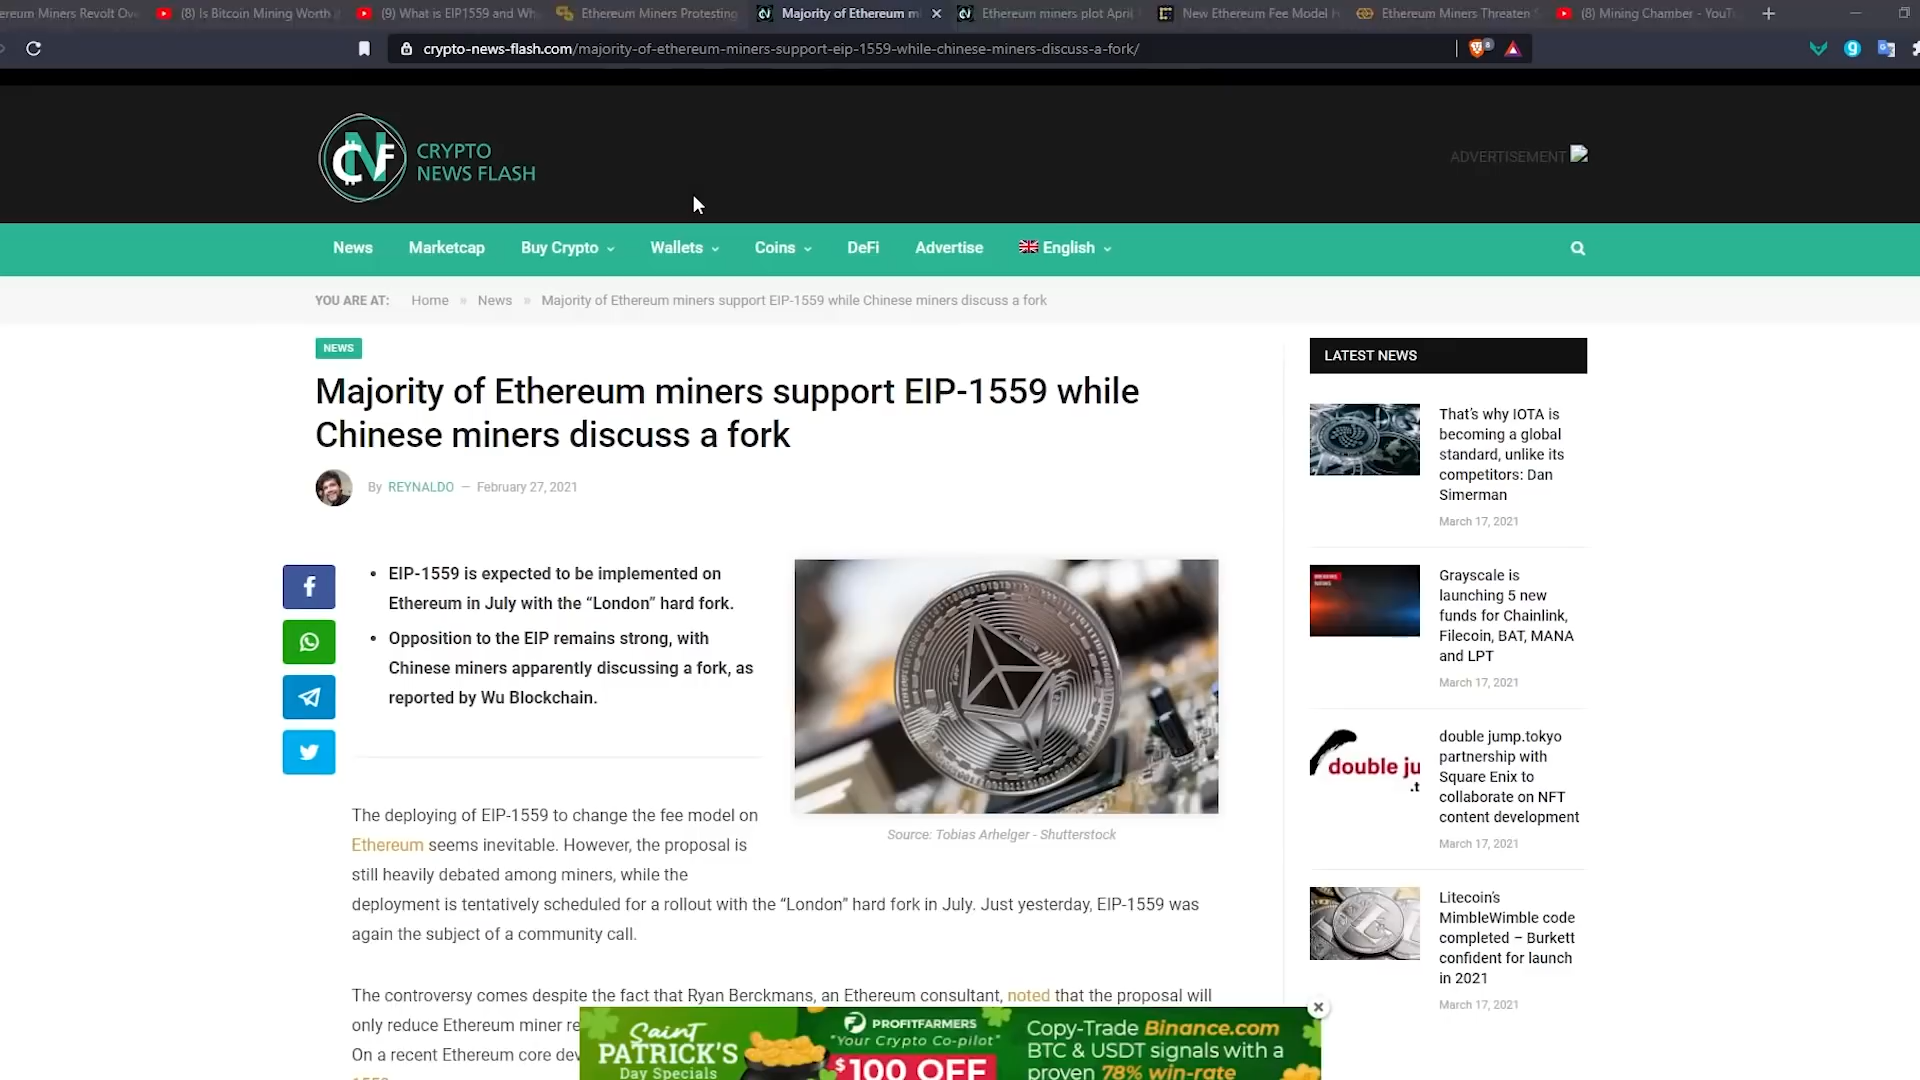 ereum Miners Revolt Ove
(8) Is Bitcoin Mining Worth
(9) What is EIP1559 and Wh
Ethereum Miners Protesting
Majority of Ethereum m
Ethereum miners plot April
New Ethereum Fee Model
Ethereum Miners Threaten
(8) Mining Chamber - YouT
crypto-news-flash.com/majority-of-ethereum-miners-support-eip-1559-while-chinese-miners-discuss-a-fork/
CNF
CRYPTO
NEWS FLASH
ADVERTISEMENT
News
Marketcap
Buy Crypto
Wallets
Coins
DeFi
Advertise
English
YOU ARE AT: Home » News » Majority of Ethereum miners support EIP-1559 while Chinese miners discuss a fork
NEWS
Majority of Ethereum miners support EIP-1559 while
Chinese miners discuss a fork
By REYNALDO — February 27, 2021
• EIP-1559 is expected to be implemented on
Ethereum in July with the “London” hard fork.
• Opposition to the EIP remains strong, with
Chinese miners apparently discussing a fork, as
reported by Wu Blockchain.
Source: Tobias Arhelger - Shutterstock
The deploying of EIP-1559 to change the fee model on
Ethereum seems inevitable. However, the proposal is
still heavily debated among miners, while the
deployment is tentatively scheduled for a rollout with the “London” hard fork in July. Just yesterday, EIP-1559 was
again the subject of a community call.
The controversy comes despite the fact that Ryan Berckmans, an Ethereum consultant, noted that the proposal will
only reduce Ethereum miner re
On a recent Ethereum core dev
Saint
PATRICK'S
Day Specials
PROFITFARMERS
"Your Crypto Co-pilot"
$100 OFF
Copy-Trade Binance.com
BTC & USDT signals with a
proven 78% win-rate
LATEST NEWS
That’s why IOTA is
becoming a global
standard, unlike its
competitors: Dan
Simerman
March 17, 2021
Grayscale is
launching 5 new
funds for Chainlink,
Filecoin, BAT, MANA
and LPT
March 17, 2021
double ju
.t
double jump.tokyo
partnership with
Square Enix to
collaborate on NFT
content development
March 17, 2021
Litecoin’s
MimbleWimble code
completed – Burkett
confident for launch
in 2021
March 17, 2021